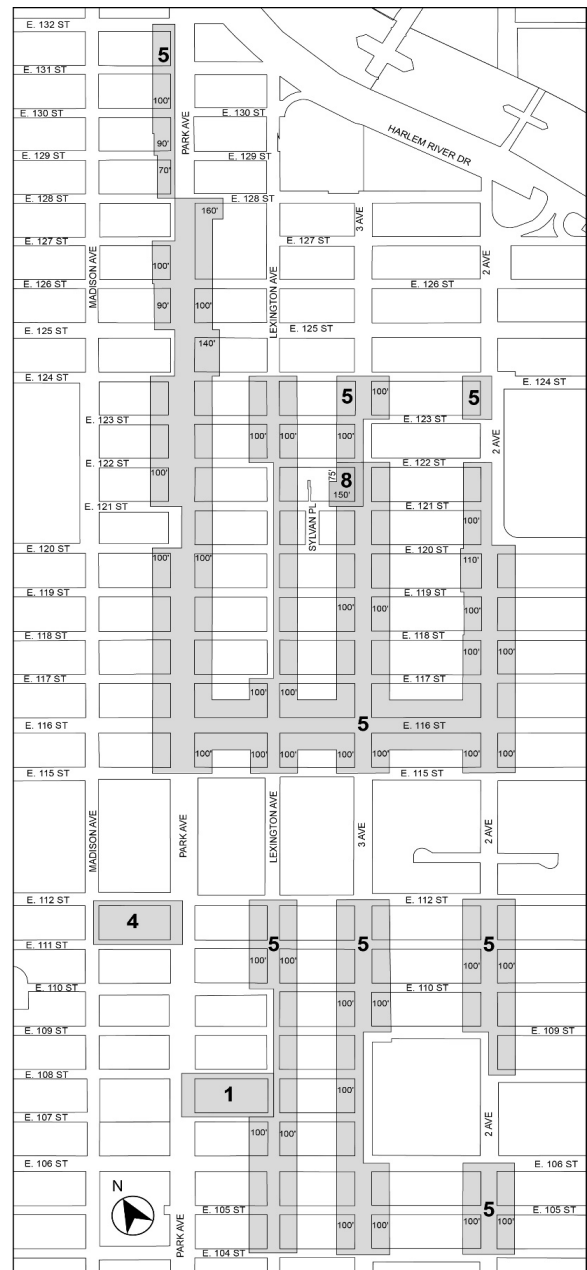 E. 132 ST
5
E. 131 ST
100'
E. 130 ST
E. 130 ST
PARK AVE
HARLEM RIVER DR
90'
E. 129 ST
E. 129 ST
70'
E. 128 ST
E. 128 ST
160'
3 AVE
E. 127 ST
E. 127 ST
MADISON AVE
100'
LEXINGTON AVE
2 AVE
E. 126 ST
E. 126 ST
90'
100'
E. 125 ST
E. 125 ST
140'
E. 124 ST
E. 124 ST
5
100'
5
E. 123 ST
E. 123 ST
100'
100'
100'
2 AVE
E. 122 ST
E. 122 ST
100'
75'
8
150'
E. 121 ST
E. 121 ST
SYLVAN PL
100'
E. 120 ST
E. 120 ST
100'
100'
110'
E. 119 ST
E. 119 ST
100'
100'
100'
E. 118 ST
E. 118 ST
100'
100'
E. 117 ST
E. 117 ST
100'
100'
E. 116 ST
5
E. 116 ST
100'
100'
100'
100'
100'
100'
100'
E. 115 ST
E. 115 ST
MADISON AVE
PARK AVE
LEXINGTON AVE
3 AVE
2 AVE
E. 112 ST
E. 112 ST
4
E. 111 ST
5
5
5
100'
100'
100'
100'
E. 110 ST
E. 110 ST
100'
100'
E. 109 ST
E. 109 ST
E. 108 ST
1
100'
E. 107 ST
100'
100'
2 AVE
E. 106 ST
E. 106 ST
N
E. 105 ST
5
E. 105 ST
PARK AVE
100'
100'
100'
100'
E. 104 ST